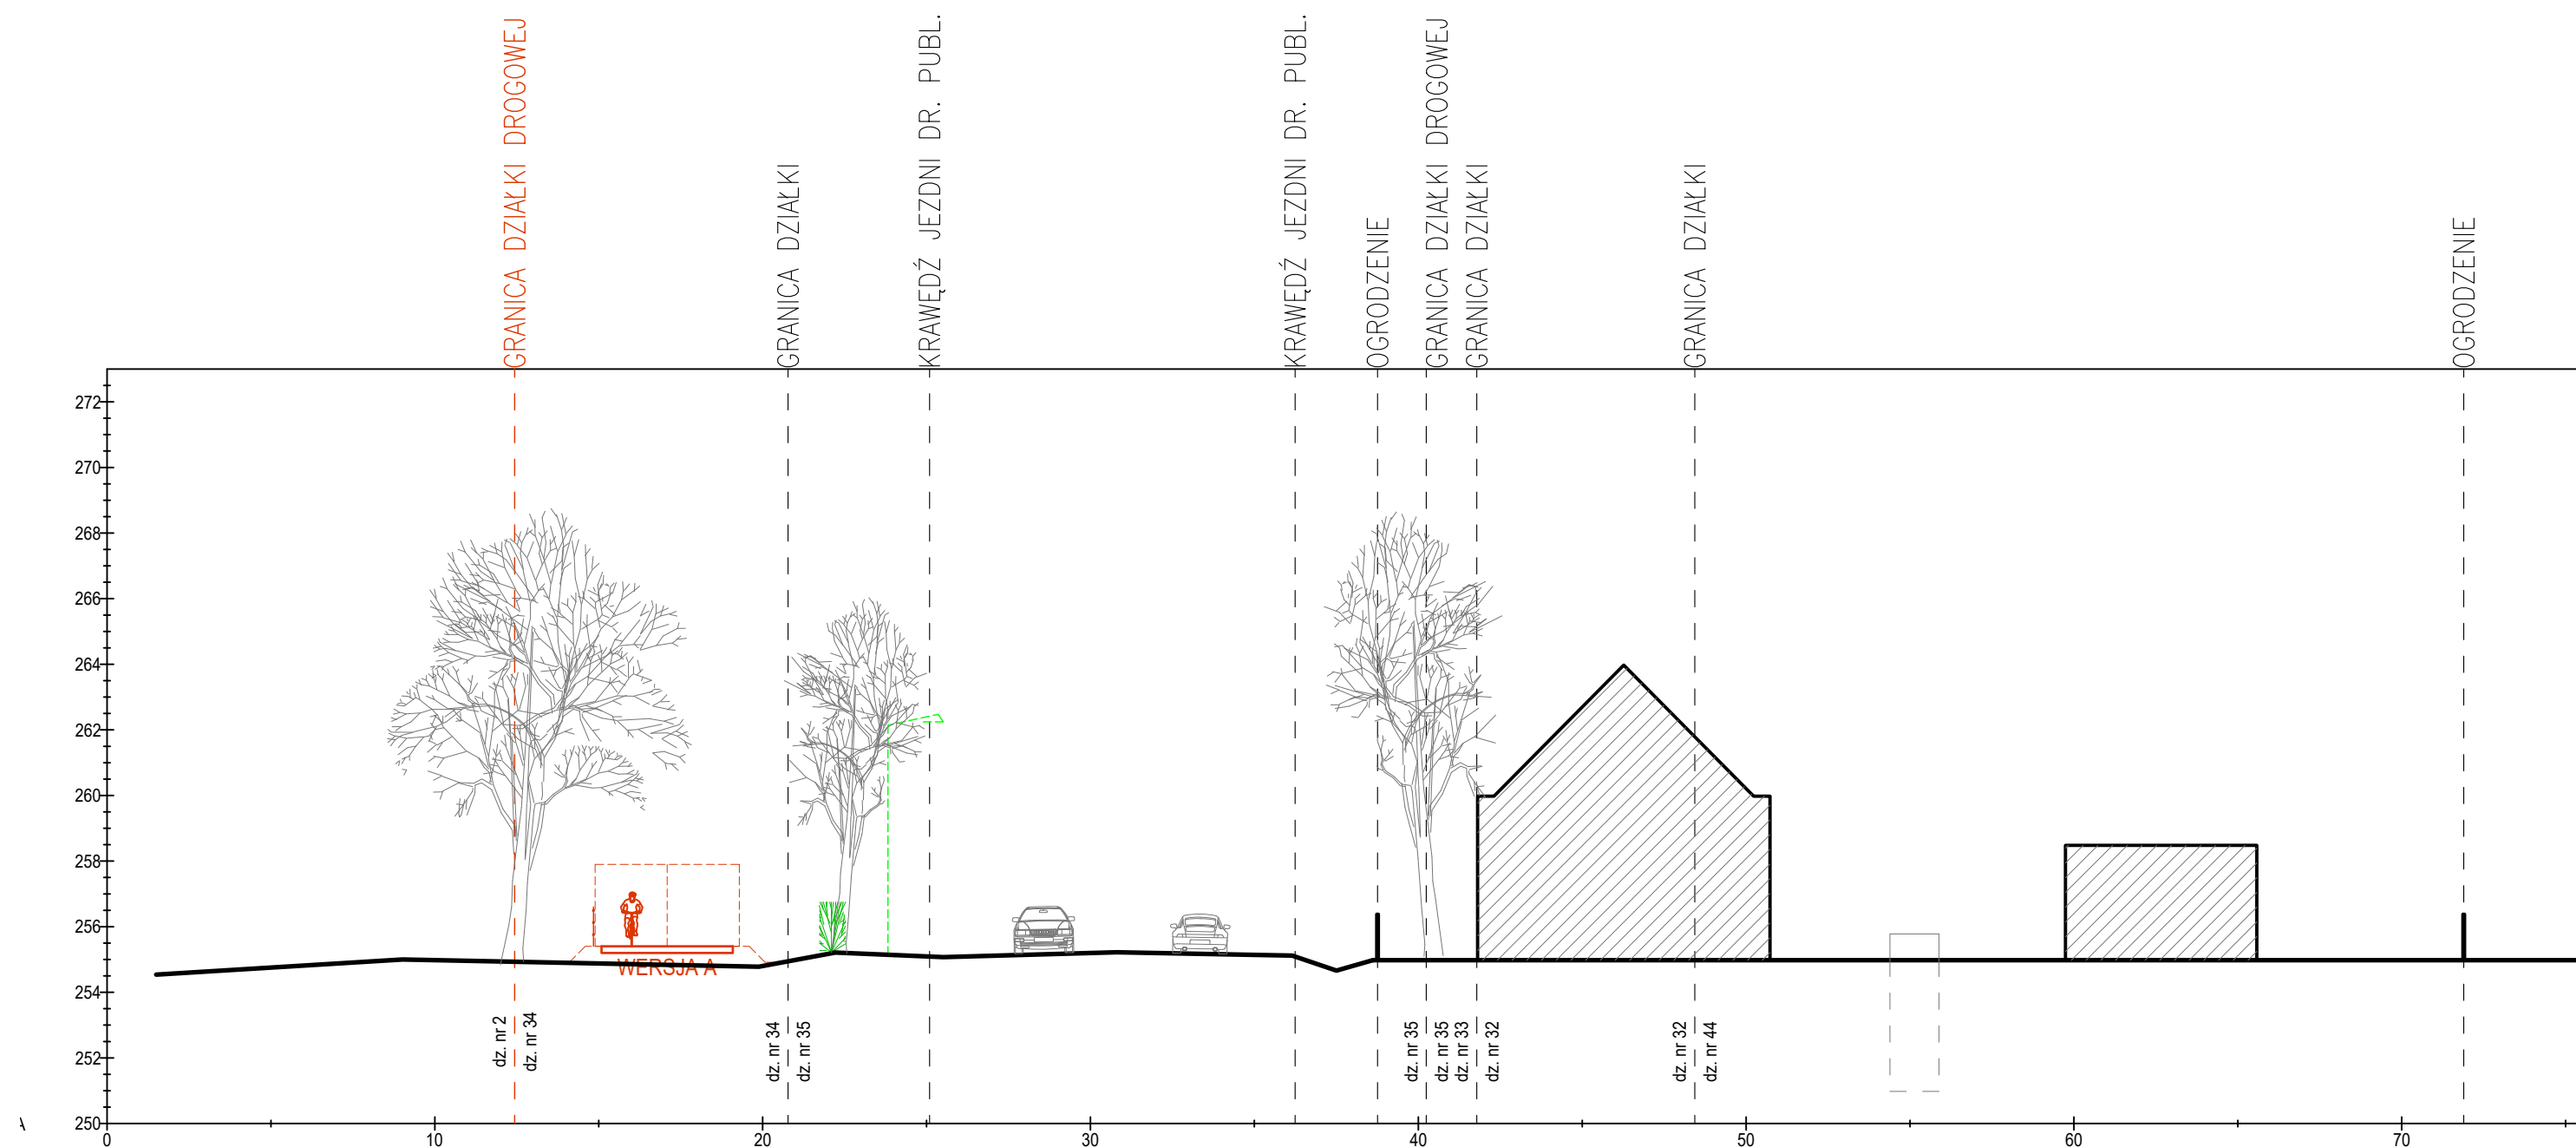 GRANICA DZIAŁKI DROGOWEJ
GRANICA DZIAŁKI
KRAWĘDŹ JEZDNI DR. PUBL.
KRAWĘDŹ JEZDNI DR. PUBL.
OGRODZENIE
GRANICA DZIAŁKI DROGOWEJ
GRANICA DZIAŁKI
GRANICA DZIAŁKI
OGRODZENIE
272
270
268
266
264
262
260
258
256
254
252
250
WERSJA A
dz. nr 2
dz. nr 34
dz. nr 34
dz. nr 35
dz. nr 35
dz. nr 35
dz. nr 33
dz. nr 32
dz. nr 32
dz. nr 44
0
10
20
30
40
50
60
70